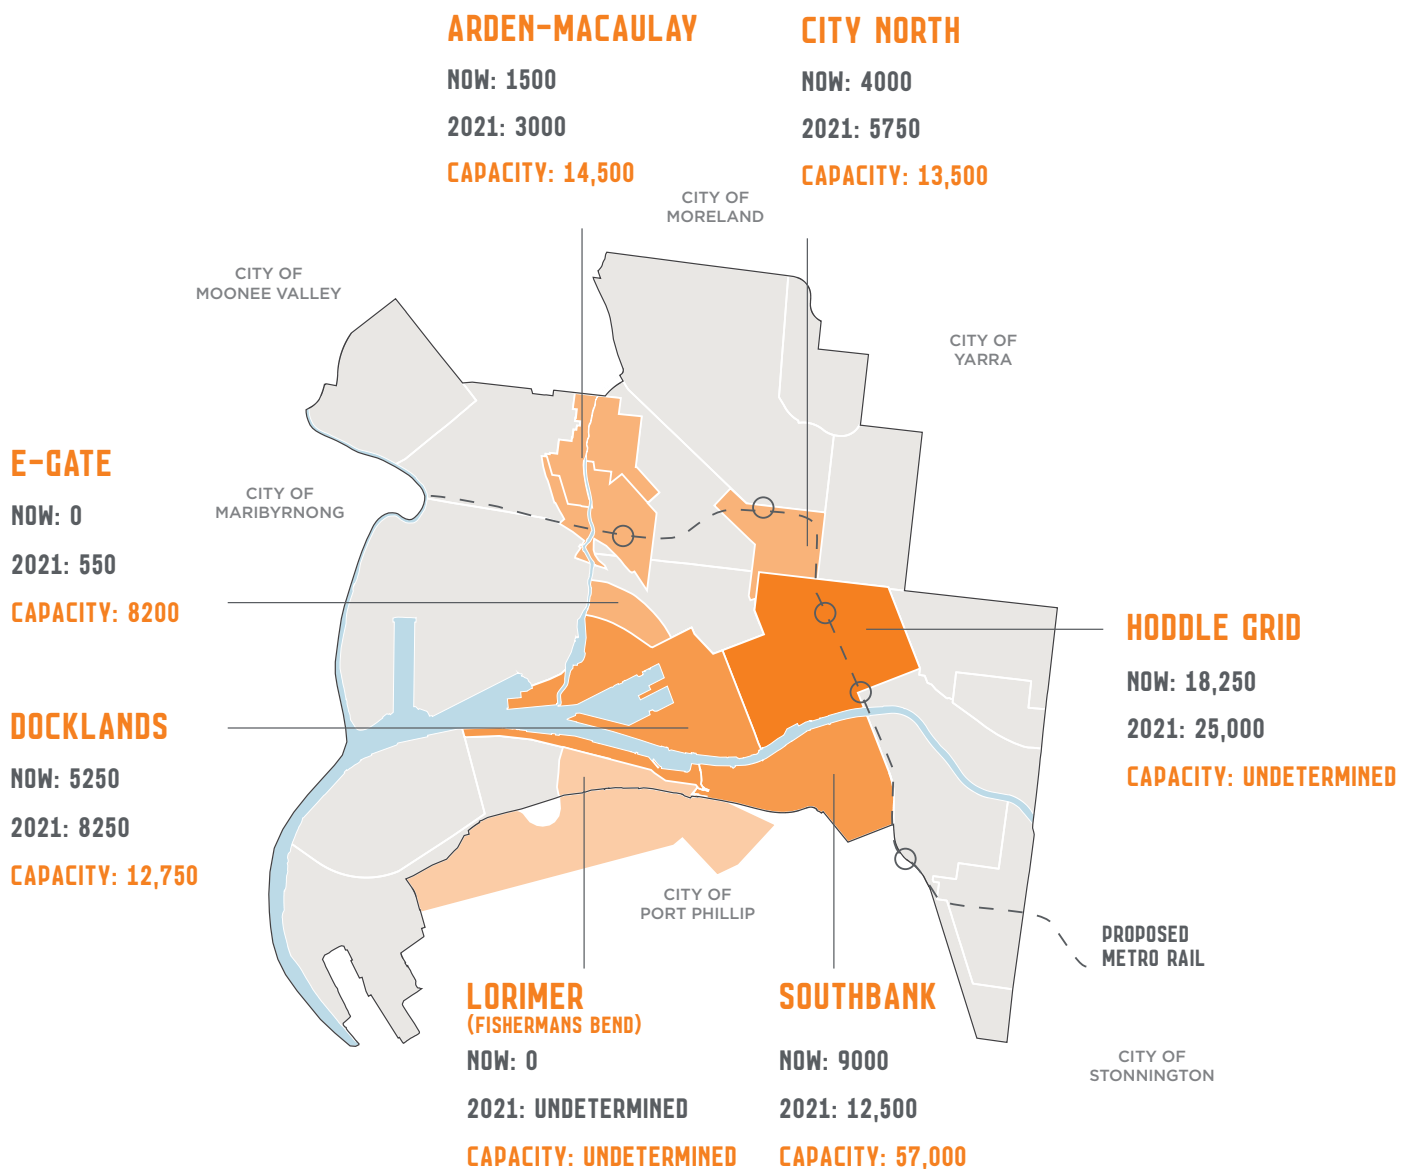 ARDEN-MACAULAY
NOW: 1500
2021: 3000
CAPACITY: 14,500
CITY NORTH
NOW: 4000
2021: 5750
CAPACITY: 13,500
CITY OF
MORELAND
CITY OF
MOONEE VALLEY
CITY OF
YARRA
E-GATE
NOW: 0
2021: 550
CAPACITY: 8200
CITY OF
MARIBYRNONG
HODDLE GRID
NOW: 18,250
2021: 25,000
CAPACITY: UNDETERMINED
DOCKLANDS
NOW: 5250
2021: 8250
CAPACITY: 12,750
CITY OF
PORT PHILLIP
PROPOSED
METRO RAIL
LORIMER
(FISHERMANS BEND)
NOW: 0
2021: UNDETERMINED
CAPACITY: UNDETERMINED
SOUTHBANK
NOW: 9000
2021: 12,500
CAPACITY: 57,000
CITY OF
STONNINGTON